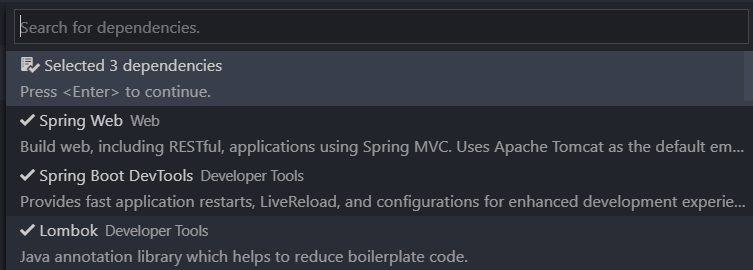 Search for dependencies.
Selected 3 dependencies
Press <Enter> to continue.
Spring Web Web
Build web, including RESTful, applications using Spring MVC. Uses Apache Tomcat as the default em...
Spring Boot DevTools Developer Tools
Provides fast application restarts, LiveReload, and configurations for enhanced development experie...
Lombok Developer Tools
Java annotation library which helps to reduce boilerplate code.